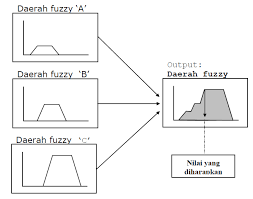 Daerah fuzzy 'A'
Daerah fuzzy 'B'
Daerah fuzzy 'C'
Output:
Daerah fuzzy
Nilai yang
diharapkan